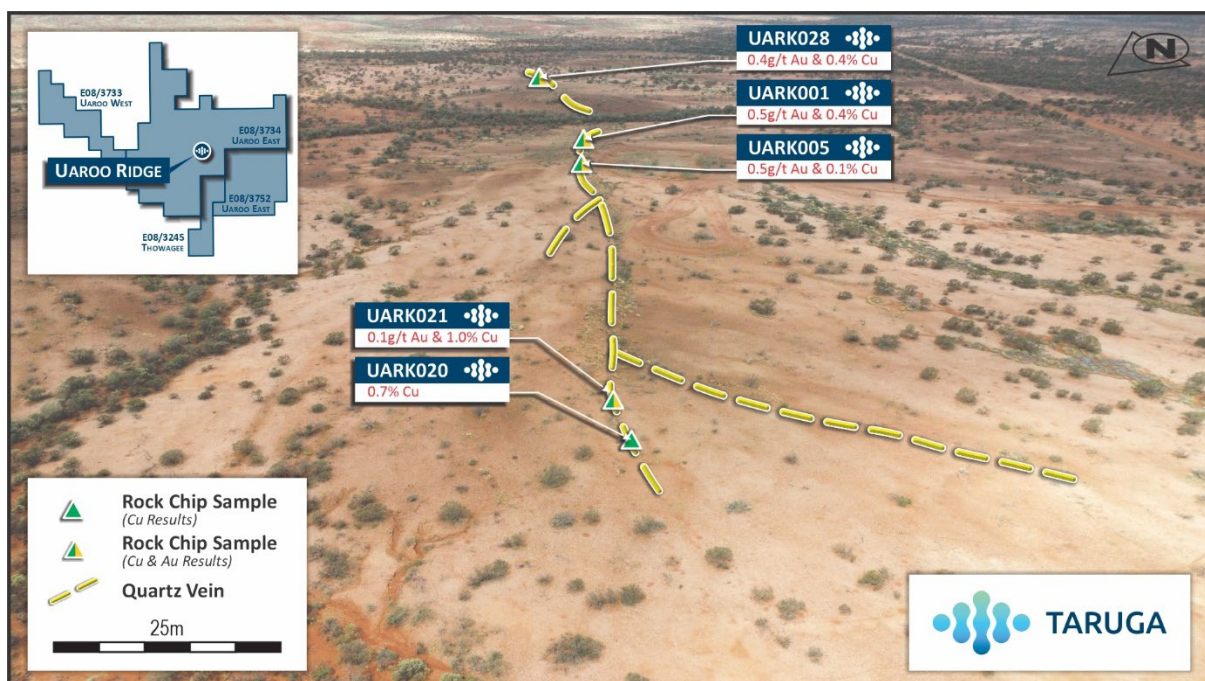 E08/3733
UAROO WEST
E08/3734
UAROO EAST
UAROO RIDGE
E08/3752
UAROO EAST
E08/3245
THOWAGEE
UARK028
0.4g/t Au & 0.4% Cu
UARK001
0.5g/t Au & 0.4% Cu
UARK005
0.5g/t Au & 0.1% Cu
N
UARK021
0.1g/t Au & 1.0% Cu
UARK020
0.7% Cu
Rock Chip Sample
(Cu Results)
Rock Chip Sample
(Cu & Au Results)
Quartz Vein
25m
TARUGA